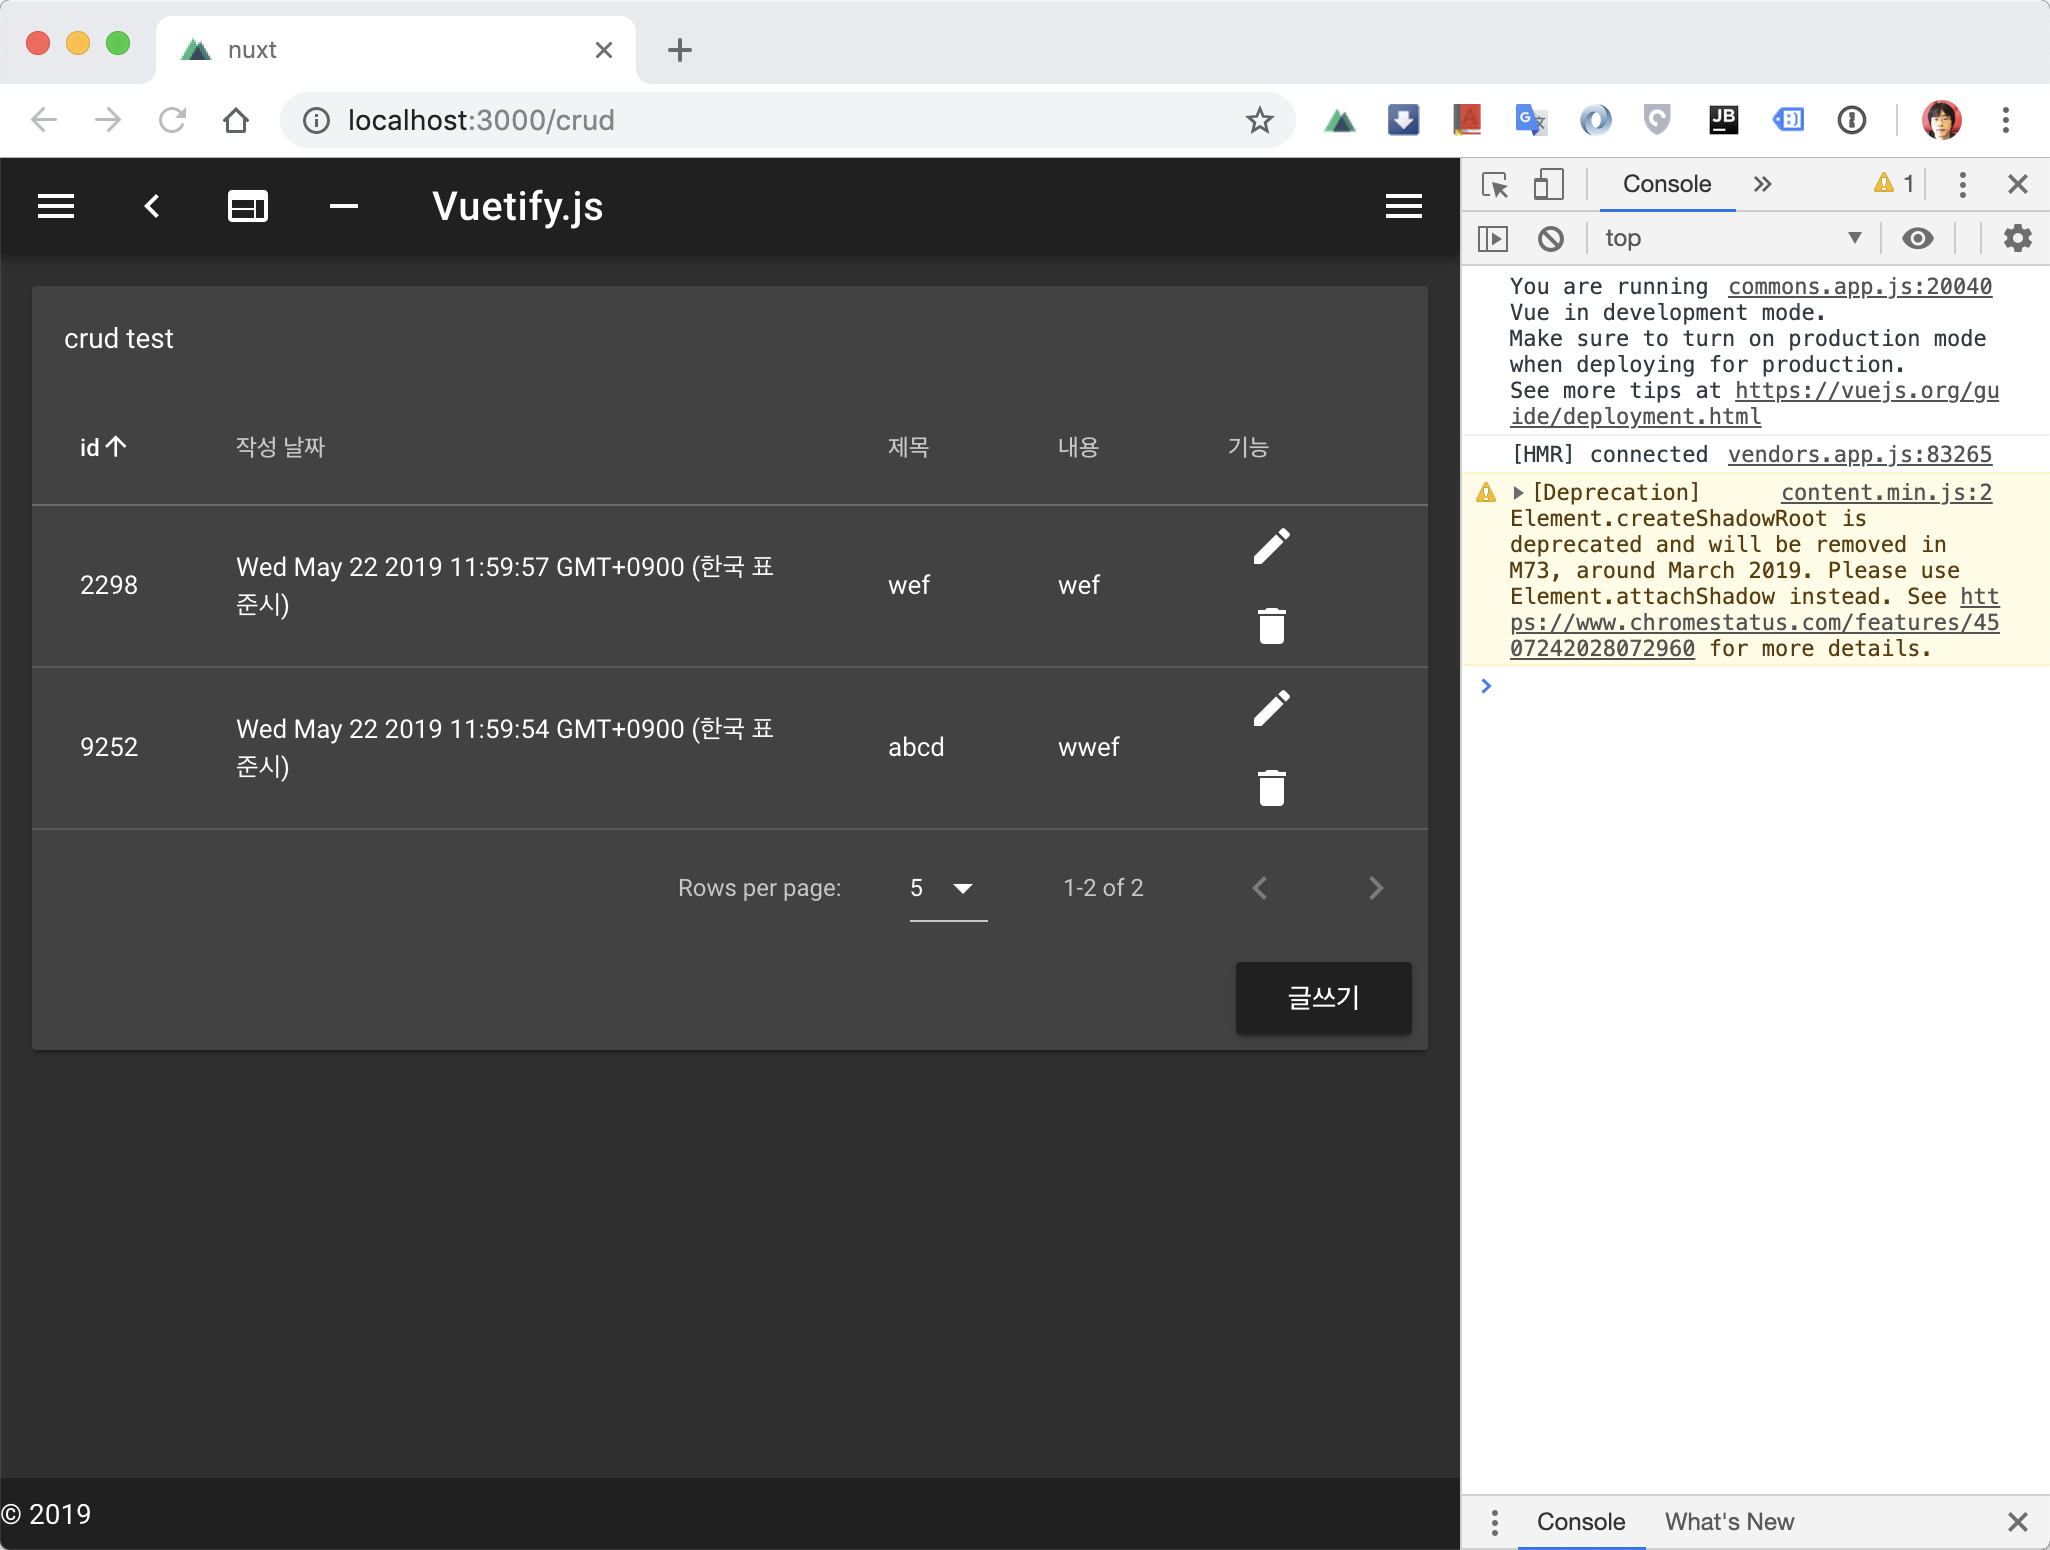 nuxt
localhost:3000/crud
JB
Vuetify.js
crud test
id 작성 날짜 제목 내용 기능
2298 Wed May 22 2019 11:59:57 GMT+0900 (한국 표
준시) wef wef
9252 Wed May 22 2019 11:59:54 GMT+0900 (한국 표
준시) abcd wwef
Rows per page: 5 1-2 of 2
글쓰기
© 2019
Console 1
top
You are running commons.app.js:20040
Vue in development mode.
Make sure to turn on production mode
when deploying for production.
See more tips at https://vuejs.org/gu
ide/deployment.html
[HMR] connected vendors.app.js:83265
[Deprecation] content.min.js:2
Element.createShadowRoot is
deprecated and will be removed in
M73, around March 2019. Please use
Element.attachShadow instead. See htt
ps://www.chromestatus.com/features/45
07242028072960 for more details.
Console What's New